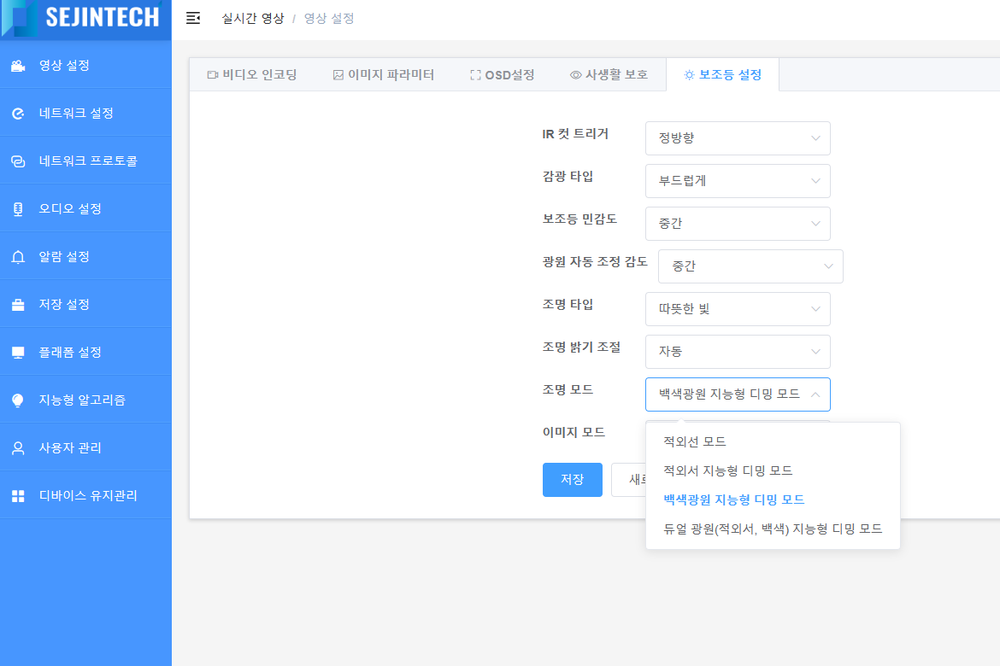 SEJINTECH
실시간 영상 / 영상 설정
영상 설정
네트워크 설정
네트워크 프로토콜
오디오 설정
알람 설정
저장 설정
플래폼 설정
지능형 알고리즘
사용자 관리
디바이스 유지관리
비디오 인코딩 이미지 파라미터 OSD설정 사생활 보호 보조등 설정
IR 컷 트리거 정방향
감광 타입 부드럽게
보조등 민감도 중간
광원 자동 조정 감도 중간
조명 타입 따뜻한 빛
조명 밝기 조절 자동
조명 모드 백색광원 지능형 디밍 모드
이미지 모드
적외선 모드
적외서 지능형 디밍 모드
백색광원 지능형 디밍 모드
듀얼 광원(적외서, 백색) 지능형 디밍 모드
저장